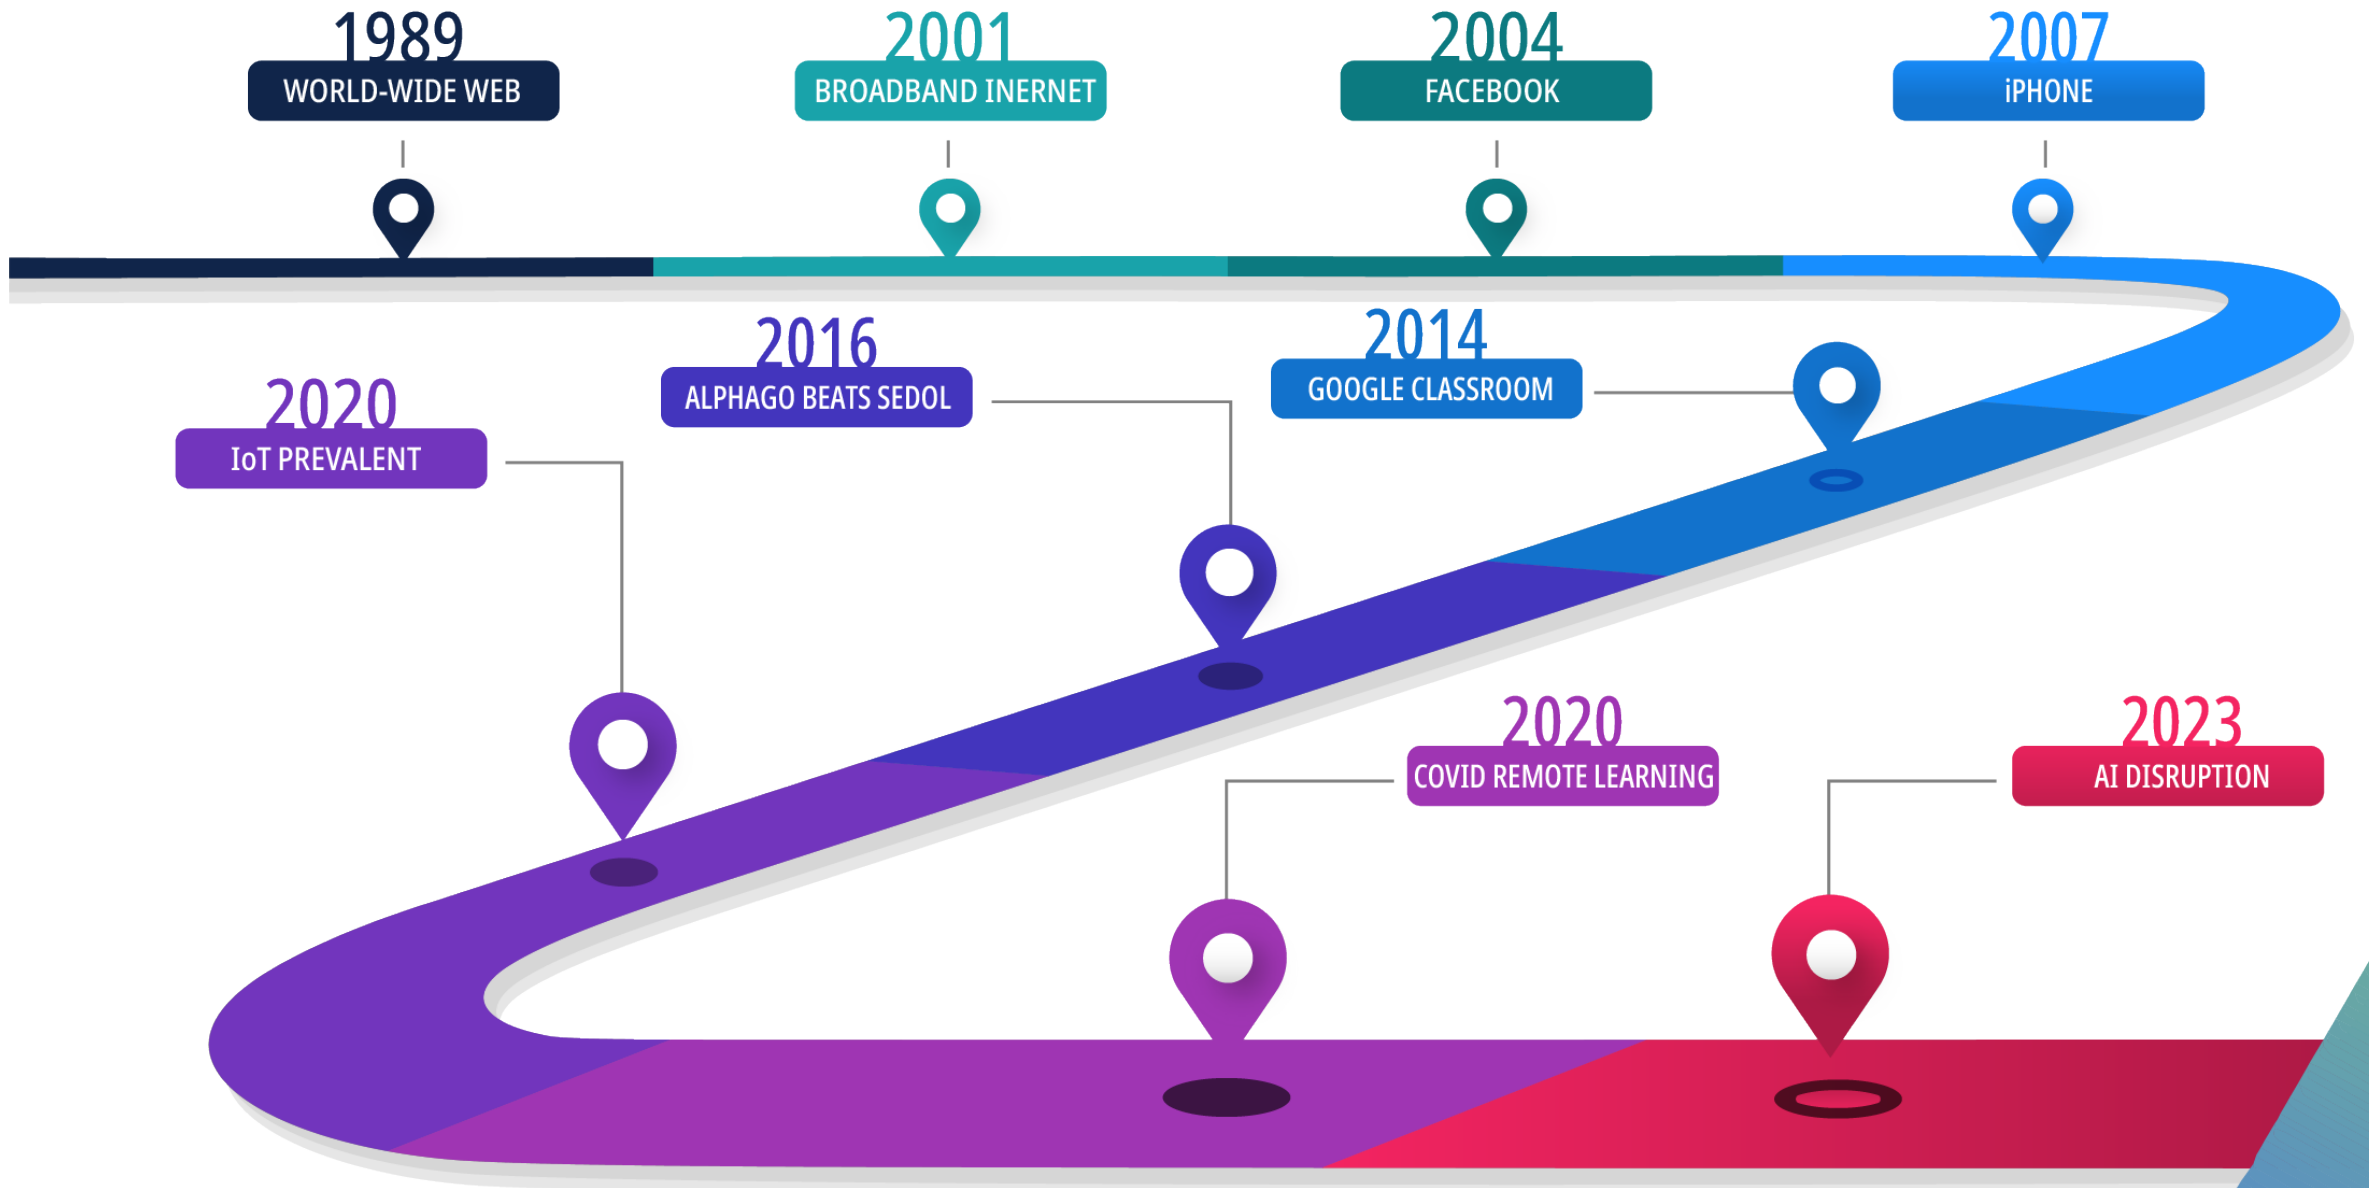 1989
WORLD-WIDE WEB
2001
BROADBAND INERNET
2004
FACEBOOK
2007
iPHONE
2014
GOOGLE CLASSROOM
2016
ALPHAGO BEATS SEDOL
2020
IoT PREVALENT
2020
COVID REMOTE LEARNING
2023
AI DISRUPTION